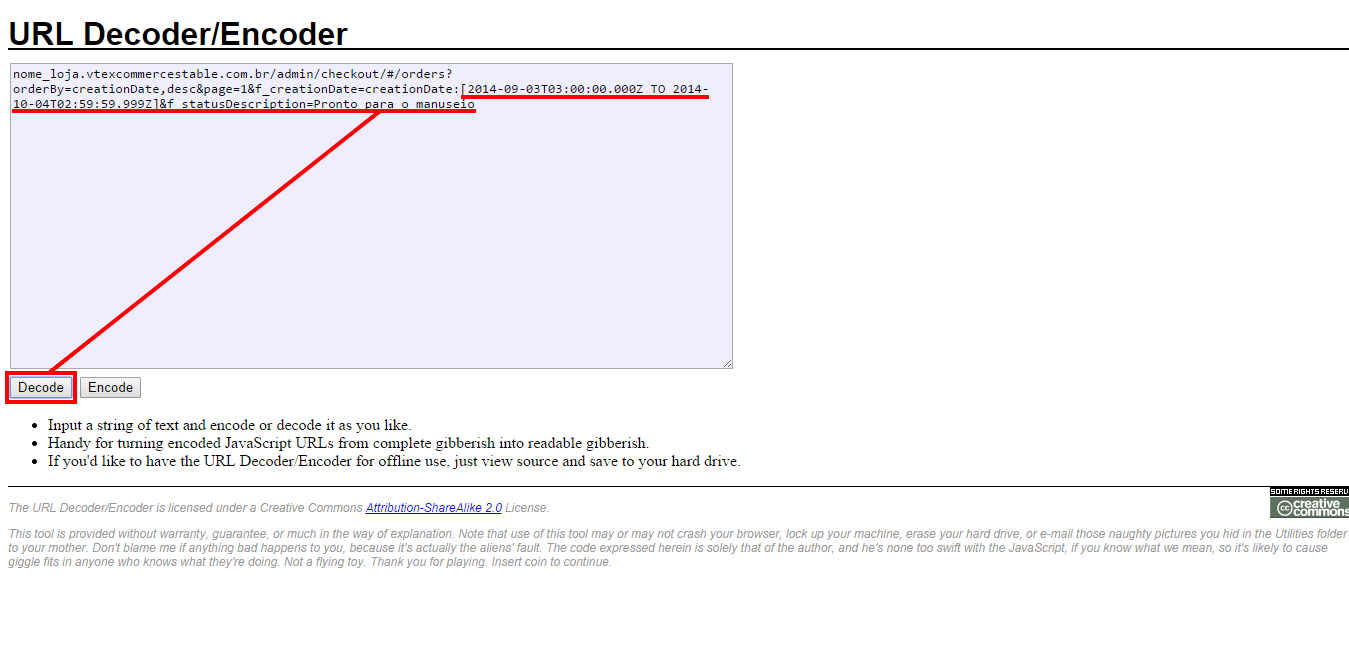 URL Decoder/Encoder
nome_loja.vtexcommercestable.com.br/admin/checkout/#/orders?
orderBy=creationDate,desc&page=1&f_creationDate=creationDate:[2014-09-03T03:00:00.000Z TO 2014-
10-04T02:59:59.999Z]&f_statusDescription=Pronto para o manuseio
Decode Encode
Input a string of text and encode or decode it as you like.
Handy for turning encoded JavaScript URLs from complete gibberish into readable gibberish.
If you'd like to have the URL Decoder/Encoder for offline use, just view source and save to your hard drive.
SOME RIGHTS RESERV
cc creative commons
The URL Decoder/Encoder is licensed under a Creative Commons Attribution-ShareAlike 2.0 License.
This tool is provided without warranty, guarantee, or much in the way of explanation. Note that use of this tool may or may not crash your browser, lock up your machine, erase your hard drive, or e-mail those naughty pictures you hid in the Utilities folder
to your mother. Don't blame me if anything bad happens to you, because it's actually the aliens' fault. The code expressed herein is solely that of the author, and he's none too swift with the JavaScript, if you know what we mean, so it's likely to cause
giggle fits in anyone who knows what they're doing. Not a flying toy. Thank you for playing. Insert coin to continue.